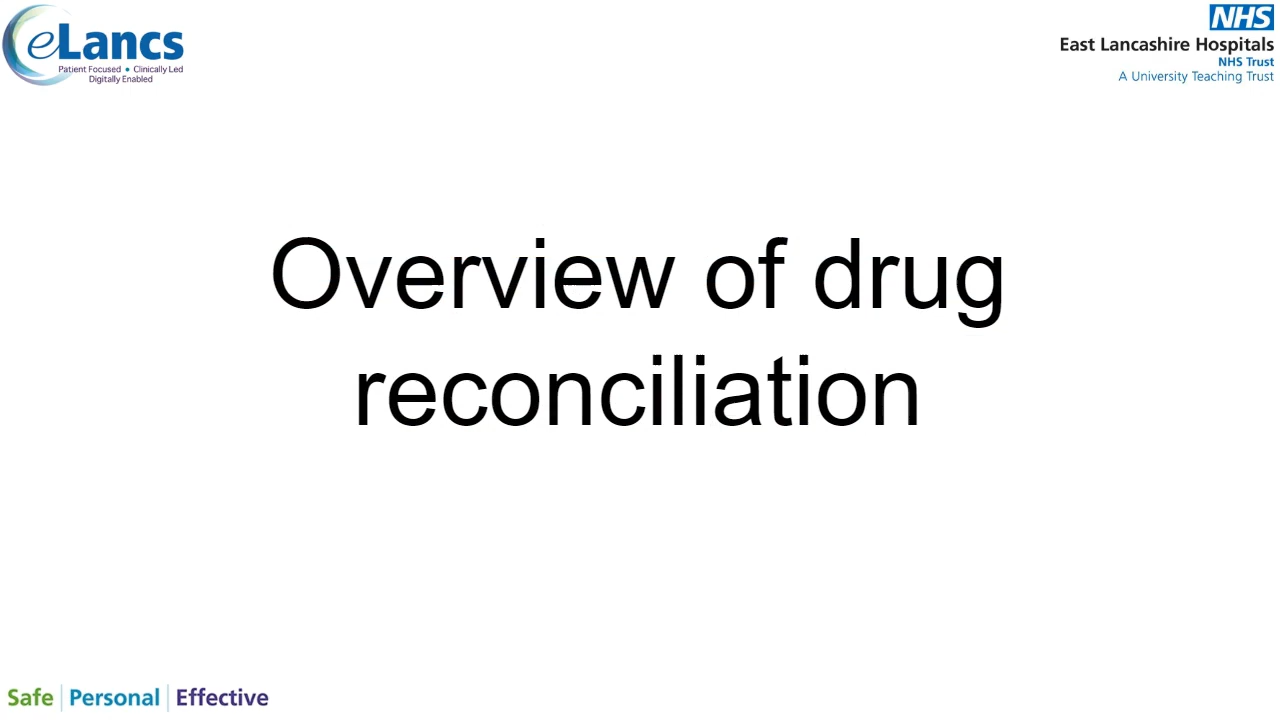 eLancs
Patient Focused • Clinically Led
Digitally Enabled
NHS
East Lancashire Hospitals
NHS Trust
A University Teaching Trust
Overview of drug
reconciliation
Safe | Personal | Effective